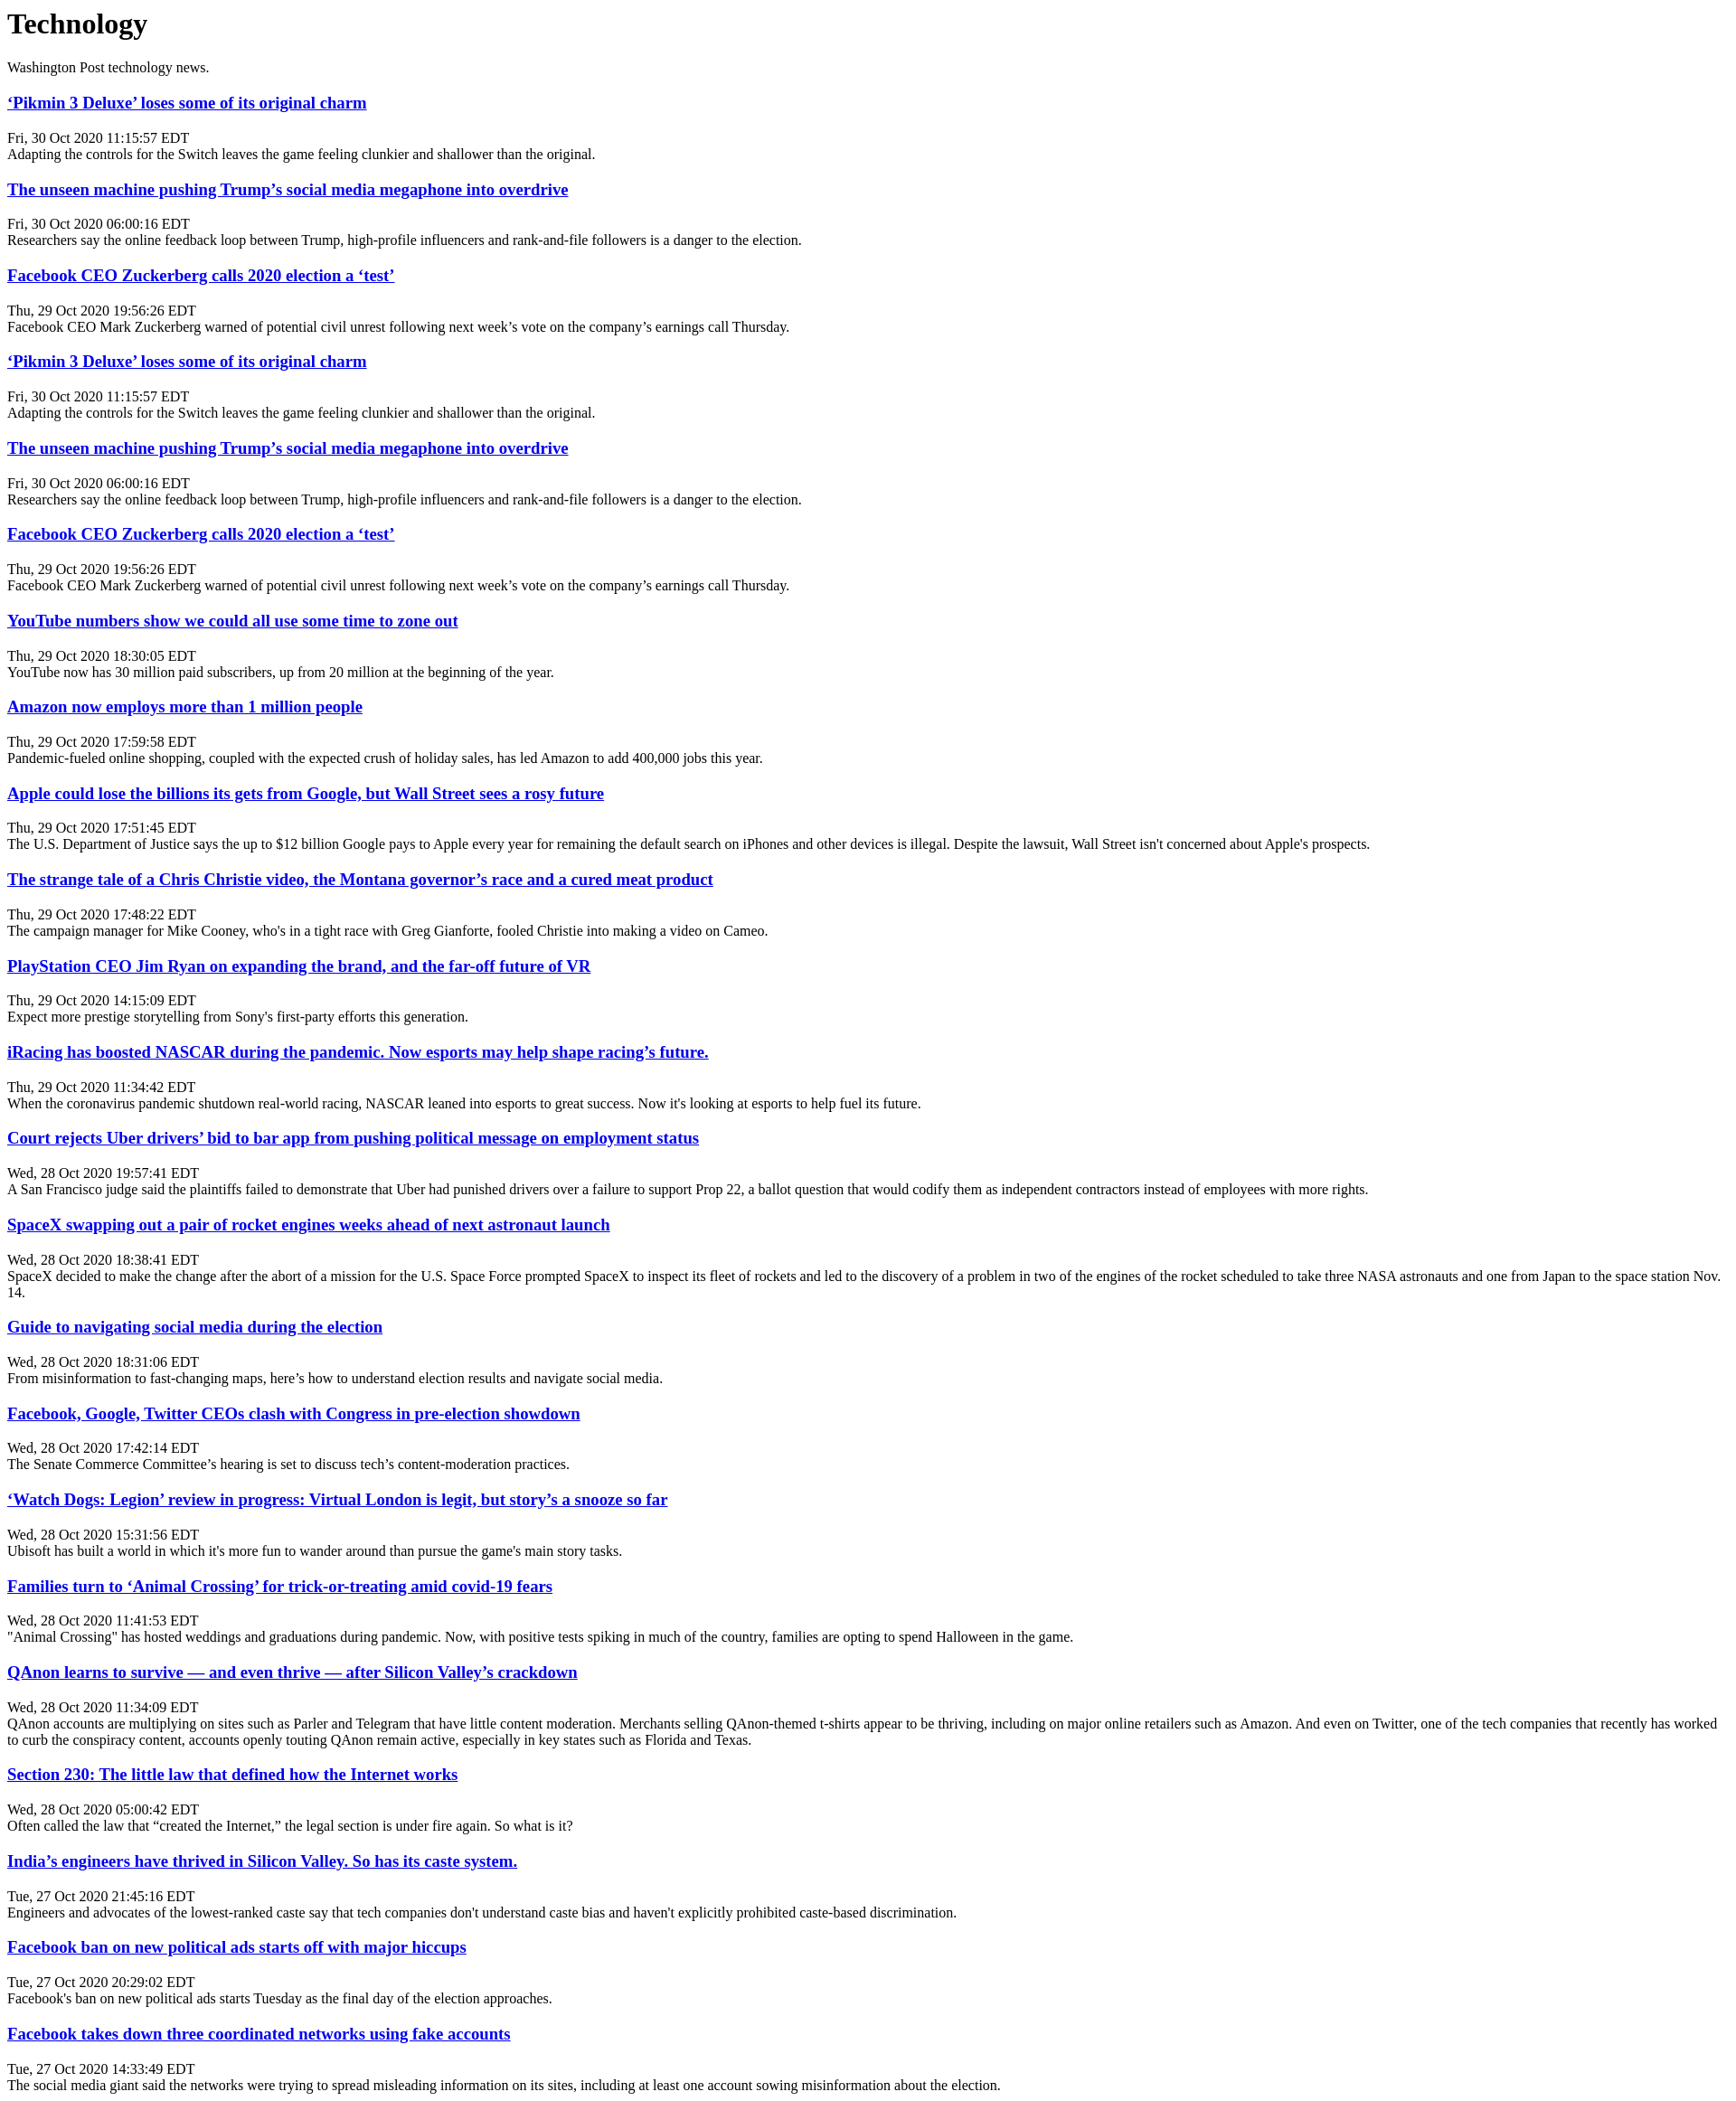 Technology
Washington Post technology news.
‘Pikmin 3 Deluxe’ loses some of its original charm
Fri, 30 Oct 2020 11:15:57 EDT
Adapting the controls for the Switch leaves the game feeling clunkier and shallower than the original.
The unseen machine pushing Trump’s social media megaphone into overdrive
Fri, 30 Oct 2020 06:00:16 EDT
Researchers say the online feedback loop between Trump, high-profile influencers and rank-and-file followers is a danger to the election.
Facebook CEO Zuckerberg calls 2020 election a ‘test’
Thu, 29 Oct 2020 19:56:26 EDT
Facebook CEO Mark Zuckerberg warned of potential civil unrest following next week’s vote on the company’s earnings call Thursday.
‘Pikmin 3 Deluxe’ loses some of its original charm
Fri, 30 Oct 2020 11:15:57 EDT
Adapting the controls for the Switch leaves the game feeling clunkier and shallower than the original.
The unseen machine pushing Trump’s social media megaphone into overdrive
Fri, 30 Oct 2020 06:00:16 EDT
Researchers say the online feedback loop between Trump, high-profile influencers and rank-and-file followers is a danger to the election.
Facebook CEO Zuckerberg calls 2020 election a ‘test’
Thu, 29 Oct 2020 19:56:26 EDT
Facebook CEO Mark Zuckerberg warned of potential civil unrest following next week’s vote on the company’s earnings call Thursday.
YouTube numbers show we could all use some time to zone out
Thu, 29 Oct 2020 18:30:05 EDT
YouTube now has 30 million paid subscribers, up from 20 million at the beginning of the year.
Amazon now employs more than 1 million people
Thu, 29 Oct 2020 17:59:58 EDT
Pandemic-fueled online shopping, coupled with the expected crush of holiday sales, has led Amazon to add 400,000 jobs this year.
Apple could lose the billions its gets from Google, but Wall Street sees a rosy future
Thu, 29 Oct 2020 17:51:45 EDT
The U.S. Department of Justice says the up to $12 billion Google pays to Apple every year for remaining the default search on iPhones and other devices is illegal. Despite the lawsuit, Wall Street isn't concerned about Apple's prospects.
The strange tale of a Chris Christie video, the Montana governor’s race and a cured meat product
Thu, 29 Oct 2020 17:48:22 EDT
The campaign manager for Mike Cooney, who's in a tight race with Greg Gianforte, fooled Christie into making a video on Cameo.
PlayStation CEO Jim Ryan on expanding the brand, and the far-off future of VR
Thu, 29 Oct 2020 14:15:09 EDT
Expect more prestige storytelling from Sony's first-party efforts this generation.
iRacing has boosted NASCAR during the pandemic. Now esports may help shape racing’s future.
Thu, 29 Oct 2020 11:34:42 EDT
When the coronavirus pandemic shutdown real-world racing, NASCAR leaned into esports to great success. Now it's looking at esports to help fuel its future.
Court rejects Uber drivers’ bid to bar app from pushing political message on employment status
Wed, 28 Oct 2020 19:57:41 EDT
A San Francisco judge said the plaintiffs failed to demonstrate that Uber had punished drivers over a failure to support Prop 22, a ballot question that would codify them as independent contractors instead of employees with more rights.
SpaceX swapping out a pair of rocket engines weeks ahead of next astronaut launch
Wed, 28 Oct 2020 18:38:41 EDT
SpaceX decided to make the change after the abort of a mission for the U.S. Space Force prompted SpaceX to inspect its fleet of rockets and led to the discovery of a problem in two of the engines of the rocket scheduled to take three NASA astronauts and one from Japan to the space station Nov.
14.
Guide to navigating social media during the election
Wed, 28 Oct 2020 18:31:06 EDT
From misinformation to fast-changing maps, here’s how to understand election results and navigate social media.
Facebook, Google, Twitter CEOs clash with Congress in pre-election showdown
Wed, 28 Oct 2020 17:42:14 EDT
The Senate Commerce Committee’s hearing is set to discuss tech’s content-moderation practices.
‘Watch Dogs: Legion’ review in progress: Virtual London is legit, but story’s a snooze so far
Wed, 28 Oct 2020 15:31:56 EDT
Ubisoft has built a world in which it's more fun to wander around than pursue the game's main story tasks.
Families turn to ‘Animal Crossing’ for trick-or-treating amid covid-19 fears
Wed, 28 Oct 2020 11:41:53 EDT
"Animal Crossing" has hosted weddings and graduations during pandemic. Now, with positive tests spiking in much of the country, families are opting to spend Halloween in the game.
QAnon learns to survive — and even thrive — after Silicon Valley’s crackdown
Wed, 28 Oct 2020 11:34:09 EDT
QAnon accounts are multiplying on sites such as Parler and Telegram that have little content moderation. Merchants selling QAnon-themed t-shirts appear to be thriving, including on major online retailers such as Amazon. And even on Twitter, one of the tech companies that recently has worked
to curb the conspiracy content, accounts openly touting QAnon remain active, especially in key states such as Florida and Texas.
Section 230: The little law that defined how the Internet works
Wed, 28 Oct 2020 05:00:42 EDT
Often called the law that “created the Internet,” the legal section is under fire again. So what is it?
India’s engineers have thrived in Silicon Valley. So has its caste system.
Tue, 27 Oct 2020 21:45:16 EDT
Engineers and advocates of the lowest-ranked caste say that tech companies don't understand caste bias and haven't explicitly prohibited caste-based discrimination.
Facebook ban on new political ads starts off with major hiccups
Tue, 27 Oct 2020 20:29:02 EDT
Facebook's ban on new political ads starts Tuesday as the final day of the election approaches.
Facebook takes down three coordinated networks using fake accounts
Tue, 27 Oct 2020 14:33:49 EDT
The social media giant said the networks were trying to spread misleading information on its sites, including at least one account sowing misinformation about the election.